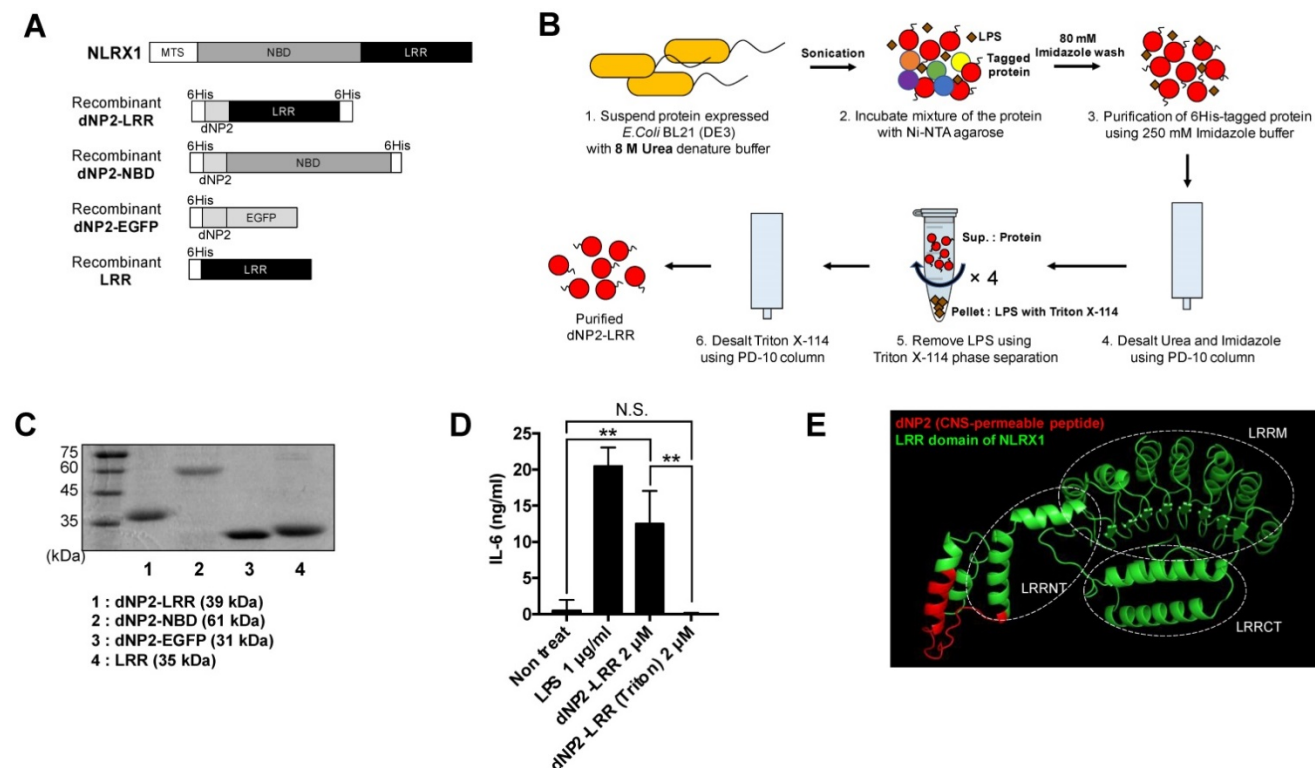 A
NLRX1
MTS
NBD
LRR
6His
6His
Recombinant
dNP2-LRR
LRR
dNP2
6His
6His
Recombinant
dNP2-NBD
NBD
dNP2
6His
Recombinant
dNP2-EGFP
EGFP
dNP2
6His
Recombinant
LRR
LRR
B
Sonication
LPS
Tagged
protein
80 mM
Imidazole wash
1. Suspend protein expressed
E.Coli BL21 (DE3)
with 8 M Urea denature buffer
2. Incubate mixture of the protein
with Ni-NTA agarose
3. Purification of 6His-tagged protein
using 250 mM Imidazole buffer
Sup. : Protein
× 4
Pellet : LPS with Triton X-114
Purified
dNP2-LRR
6. Desalt Triton X-114
using PD-10 column
5. Remove LPS using
Triton X-114 phase separation
4. Desalt Urea and Imidazole
using PD-10 column
C
75
60
45
35
(kDa)
1 2 3 4
1 : dNP2-LRR (39 kDa)
2 : dNP2-NBD (61 kDa)
3 : dNP2-EGFP (31 kDa)
4 : LRR (35 kDa)
D
N.S.
**
**
IL-6 (ng/ml)
25
20
15
10
5
0
Non treat
LPS 1 µg/ml
dNP2-LRR 2 µM
dNP2-LRR (Triton) 2 µM
E
dNP2 (CNS-permeable peptide)
LRR domain of NLRX1
LRRM
LRRNT
LRRCT